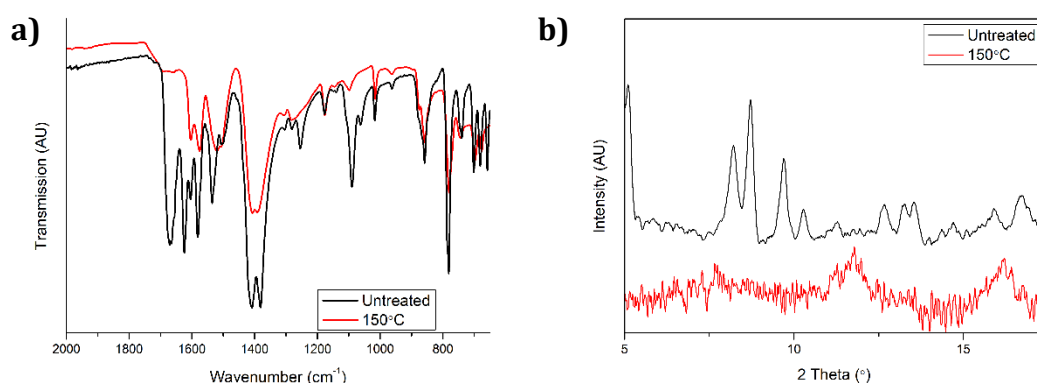 a)
Transmission (AU)
Untreated
150°C
2000 1800 1600 1400 1200 1000 800
Wavenumber (cm⁻¹)
b)
Intensity (AU)
Untreated
150°C
5 10 15
2 Theta (°)